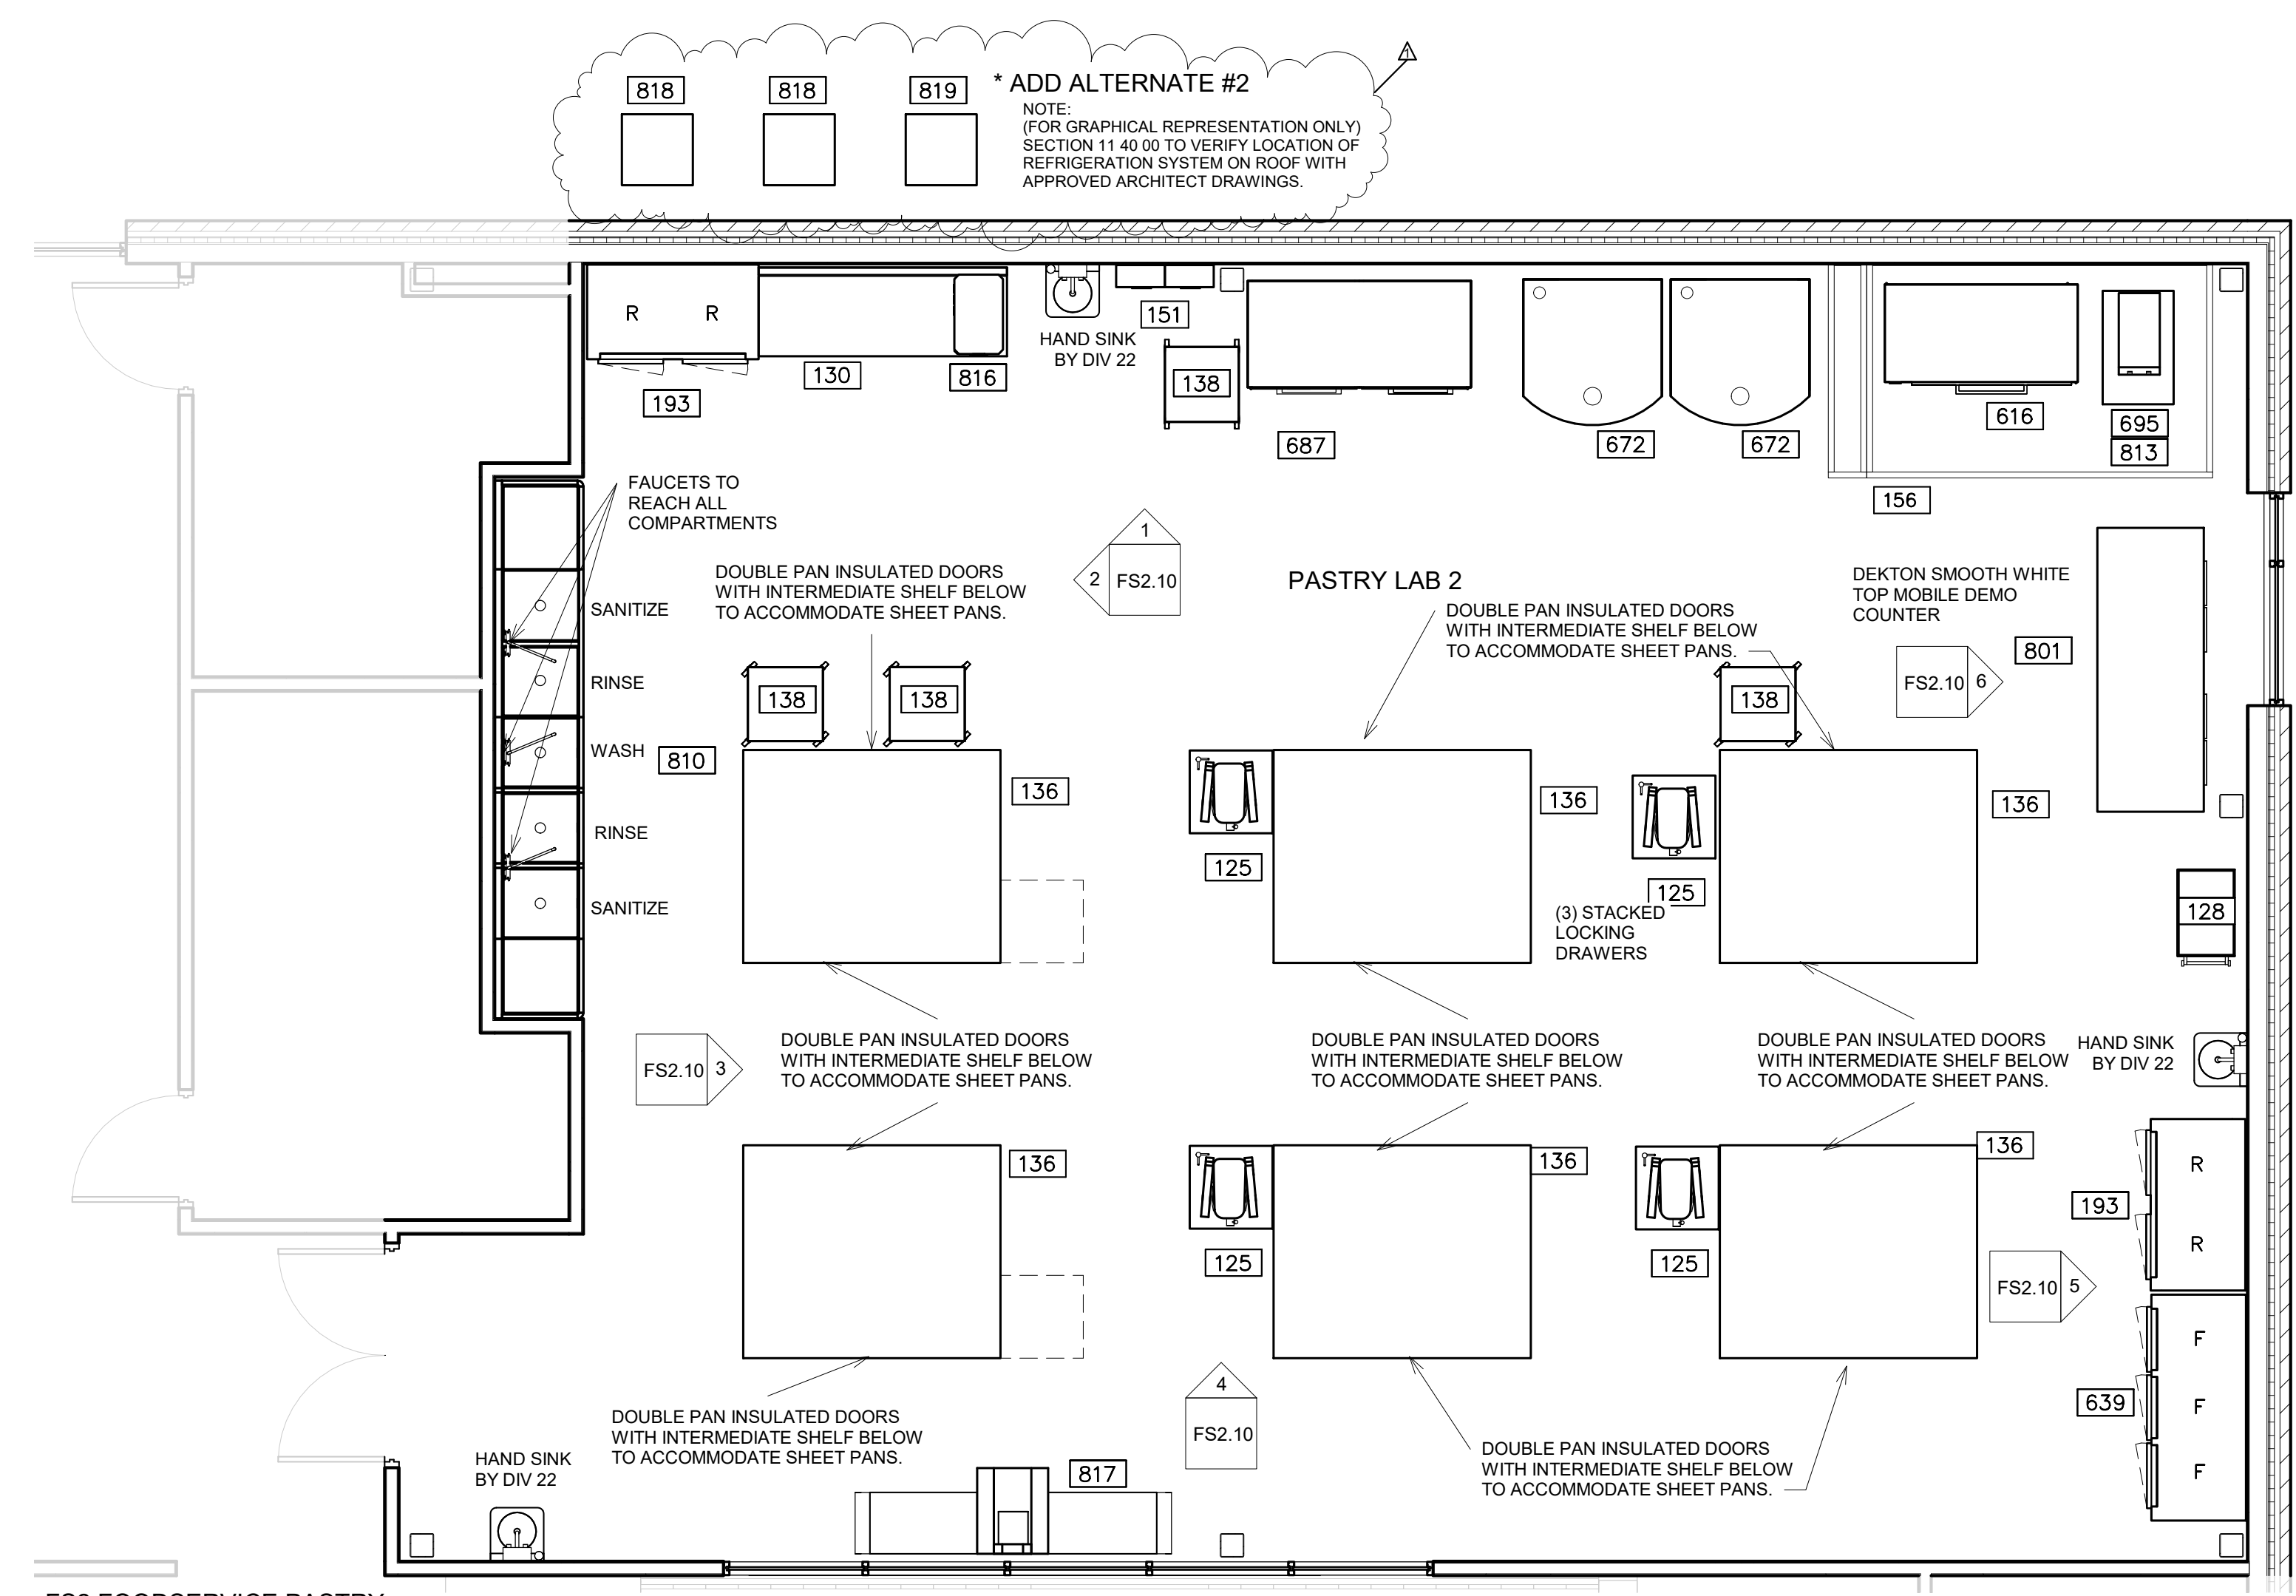 1
818
818
819
* ADD ALTERNATE #2
NOTE:
(FOR GRAPHICAL REPRESENTATION ONLY)
SECTION 11 40 00 TO VERIFY LOCATION OF
REFRIGERATION SYSTEM ON ROOF WITH
APPROVED ARCHITECT DRAWINGS.
R R
193
130
816
HAND SINK
BY DIV 22
151
138
687
672
672
616
695
813
156
FAUCETS TO
REACH ALL
COMPARTMENTS
1
2 FS2.10
PASTRY LAB 2
DOUBLE PAN INSULATED DOORS
WITH INTERMEDIATE SHELF BELOW
TO ACCOMMODATE SHEET PANS.
DOUBLE PAN INSULATED DOORS
WITH INTERMEDIATE SHELF BELOW
TO ACCOMMODATE SHEET PANS.
DEKTON SMOOTH WHITE
TOP MOBILE DEMO
COUNTER
801
FS2.10 6
SANITIZE
RINSE
WASH
810
RINSE
SANITIZE
138
138
138
136
136
136
125
125
(3) STACKED
LOCKING
DRAWERS
128
FS2.10 3
DOUBLE PAN INSULATED DOORS
WITH INTERMEDIATE SHELF BELOW
TO ACCOMMODATE SHEET PANS.
DOUBLE PAN INSULATED DOORS
WITH INTERMEDIATE SHELF BELOW
TO ACCOMMODATE SHEET PANS.
DOUBLE PAN INSULATED DOORS
WITH INTERMEDIATE SHELF BELOW
TO ACCOMMODATE SHEET PANS.
HAND SINK
BY DIV 22
136
136
136
125
125
193
R
R
FS2.10 5
639
F
F
F
4
FS2.10
DOUBLE PAN INSULATED DOORS
WITH INTERMEDIATE SHELF BELOW
TO ACCOMMODATE SHEET PANS.
DOUBLE PAN INSULATED DOORS
WITH INTERMEDIATE SHELF BELOW
TO ACCOMMODATE SHEET PANS.
HAND SINK
BY DIV 22
817